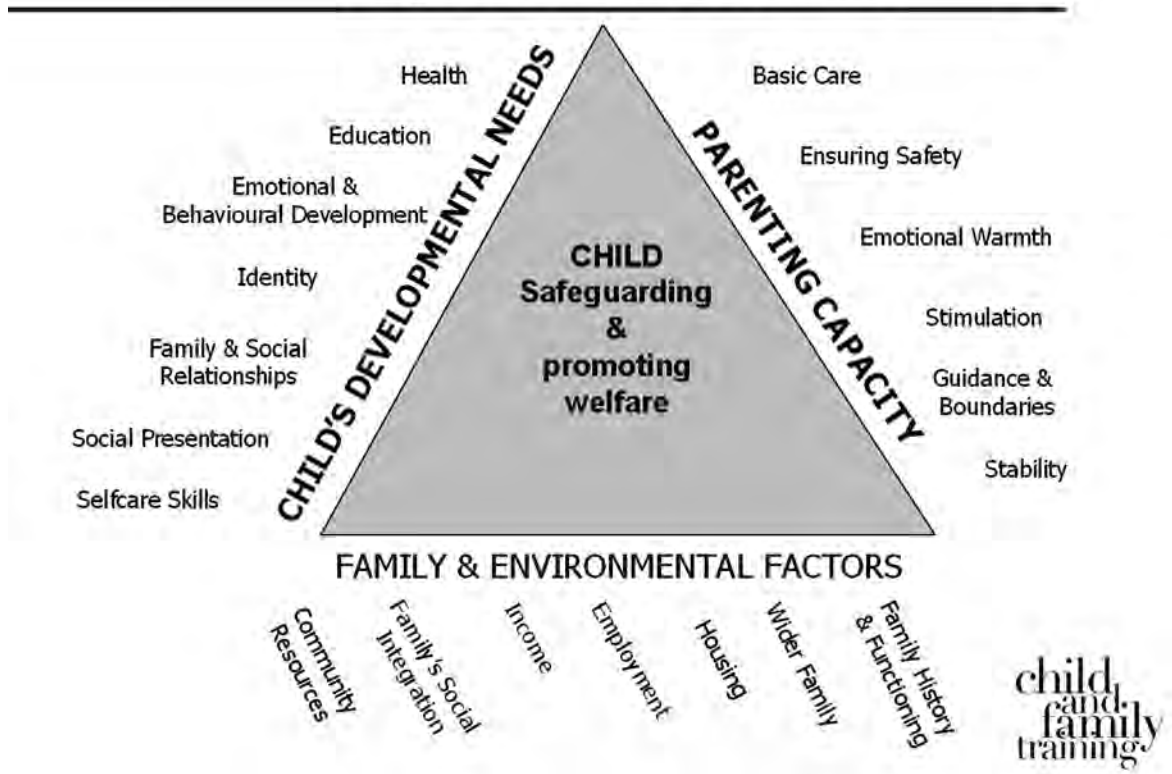 Health
Education
Emotional &
Behavioural Development
Identity
Family & Social
Relationships
Social Presentation
Selfcare Skills
CHILD'S DEVELOPMENTAL NEEDS
CHILD
Safeguarding
&
promoting
welfare
PARENTING CAPACITY
Basic Care
Ensuring Safety
Emotional Warmth
Stimulation
Guidance &
Boundaries
Stability
FAMILY & ENVIRONMENTAL FACTORS
Community
Resources
Family's Social
Integration
Income
Employment
Housing
Wider Family
Family History
& Functioning
child
and
family
training